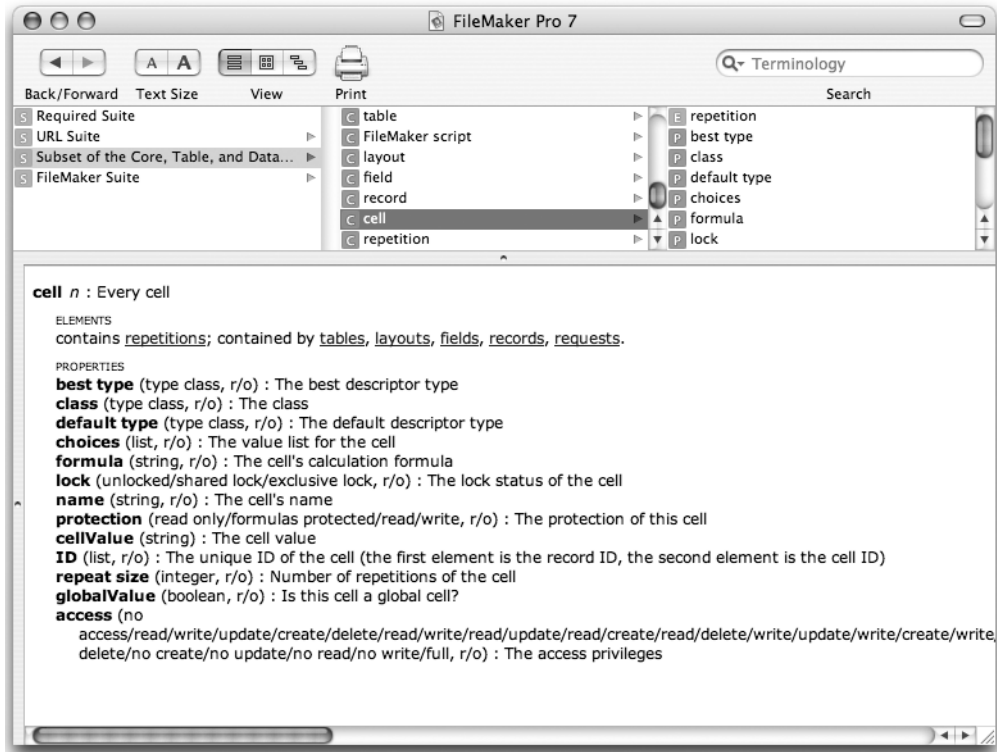 FileMaker Pro 7
A A
Terminology
Back/Forward Text Size View Print Search
S Required Suite
S URL Suite
S Subset of the Core, Table, and Data...
S FileMaker Suite
C table
C FileMaker script
C layout
C field
C record
C cell
C repetition
E repetition
P best type
P class
P default type
P choices
P formula
P lock
cell n : Every cell
ELEMENTS
contains repetitions; contained by tables, layouts, fields, records, requests.
PROPERTIES
best type (type class, r/o) : The best descriptor type
class (type class, r/o) : The class
default type (type class, r/o) : The default descriptor type
choices (list, r/o) : The value list for the cell
formula (string, r/o) : The cell's calculation formula
lock (unlocked/shared lock/exclusive lock, r/o) : The lock status of the cell
name (string, r/o) : The cell's name
protection (read only/formulas protected/read/write, r/o) : The protection of this cell
cellValue (string) : The cell value
ID (list, r/o) : The unique ID of the cell (the first element is the record ID, the second element is the cell ID)
repeat size (integer, r/o) : Number of repetitions of the cell
globalValue (boolean, r/o) : Is this cell a global cell?
access (no
access/read/write/update/create/delete/read/write/read/update/read/create/read/delete/write/update/write/create/write,
delete/no create/no update/no read/no write/full, r/o) : The access privileges